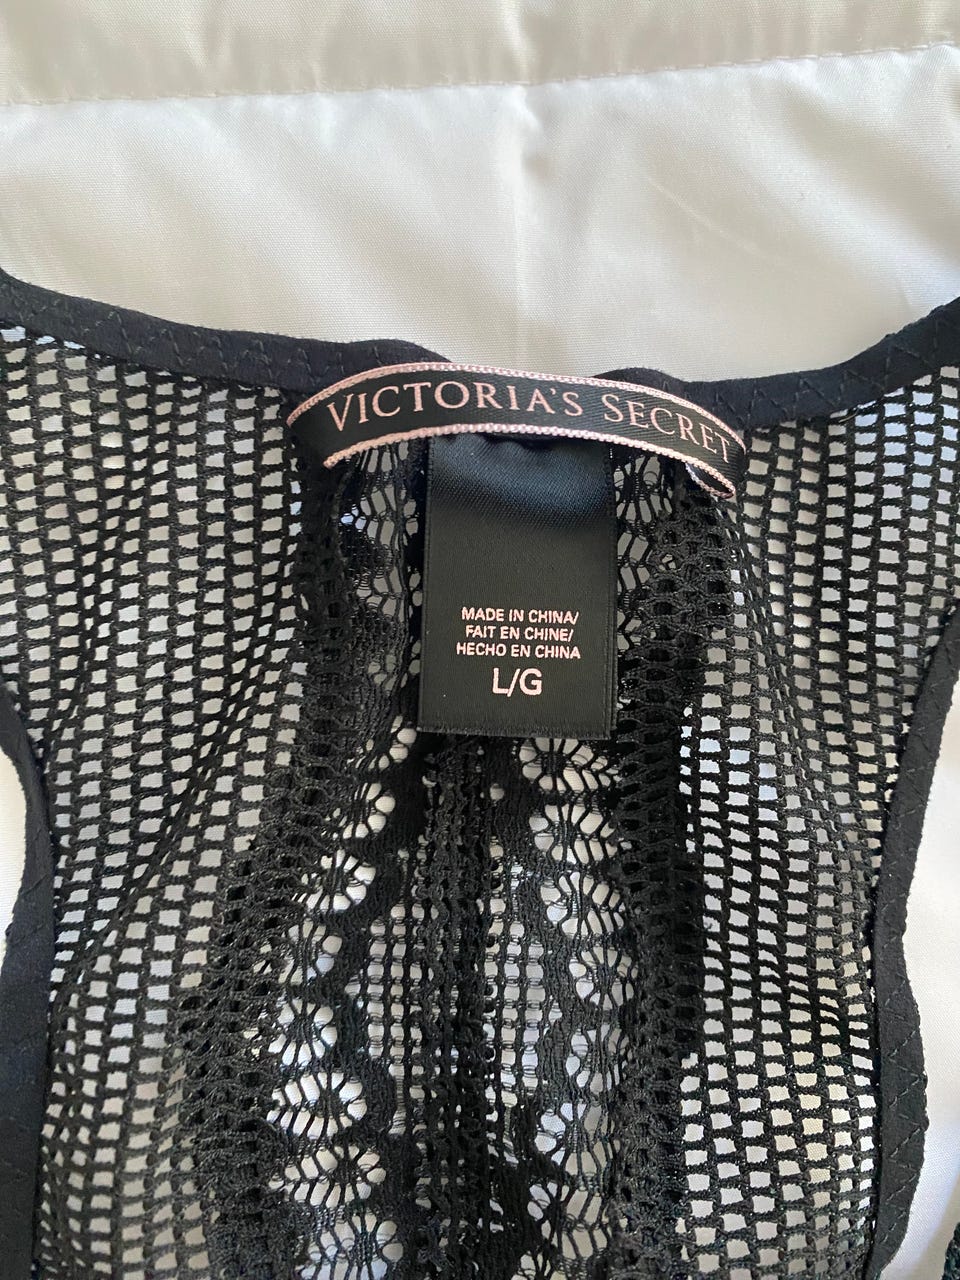 VICTORIA'S SECRET
MADE IN CHINA/
FAIT EN CHINE/
HECHO EN CHINA
L/G